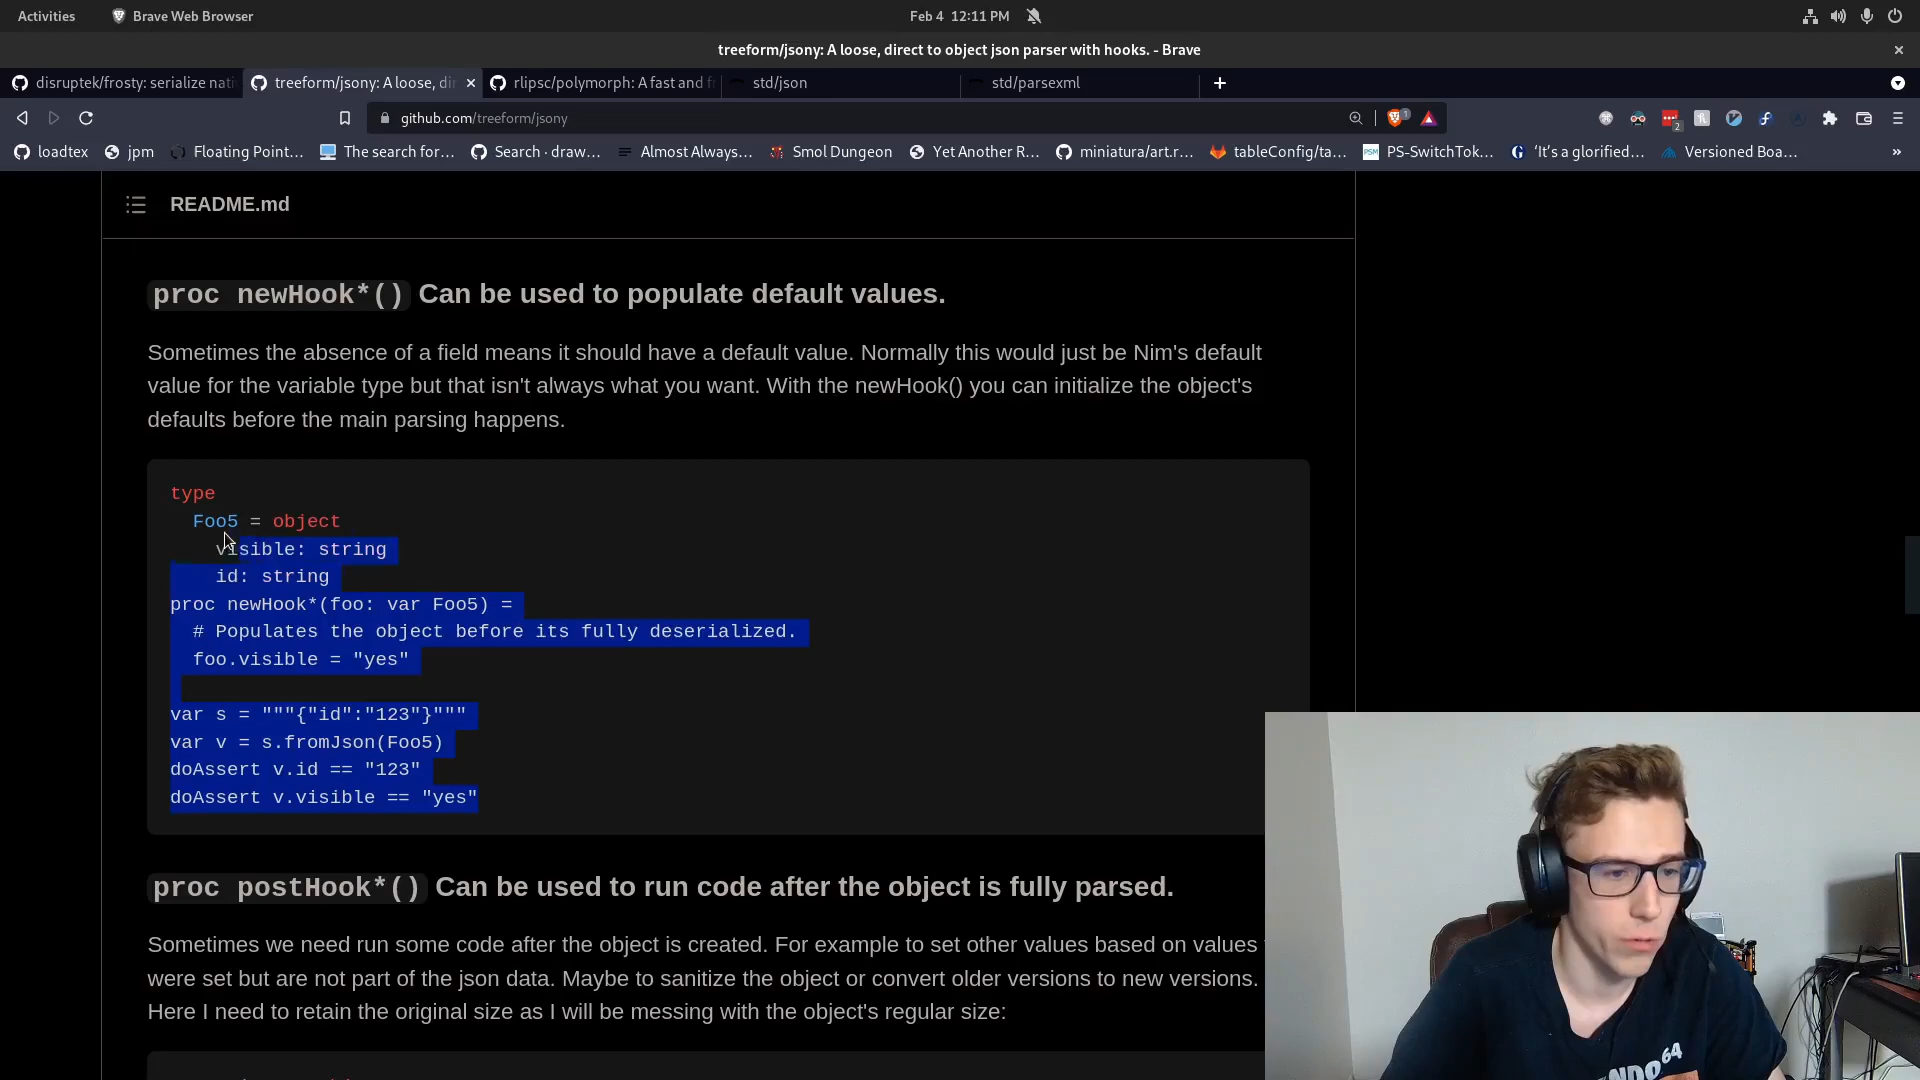 Activities
Brave Web Browser
Feb 4 12:11 PM
treeform/jsony: A loose, direct to object json parser with hooks. - Brave
disruptek/frosty: serialize nati
treeform/jsony: A loose, di
rlipsc/polymorph: A fast and f
std/json
std/parsexml
github.com/treeform/jsony
1
2
loadtex
jpm
Floating Point...
The search for...
Search · draw...
Almost Always...
Smol Dungeon
Yet Another R...
miniatura/art.r...
tableConfig/ta...
PS-SwitchTok...
‘It’s a glorified...
Versioned Boa...
»
README.md
proc newHook*() Can be used to populate default values.
Sometimes the absence of a field means it should have a default value. Normally this would just be Nim's default
value for the variable type but that isn't always what you want. With the newHook() you can initialize the object's
defaults before the main parsing happens.
type
Foo5 = object
visible: string
id: string
proc newHook*(foo: var Foo5) =
# Populates the object before its fully deserialized.
foo.visible = "yes"
var s = """{"id":"123"}"""
var v = s.fromJson(Foo5)
doAssert v.id == "123"
doAssert v.visible == "yes"
proc postHook*() Can be used to run code after the object is fully parsed.
Sometimes we need run some code after the object is created. For example to set other values based on values
were set but are not part of the json data. Maybe to sanitize the object or convert older versions to new versions.
Here I need to retain the original size as I will be messing with the object's regular size:
64